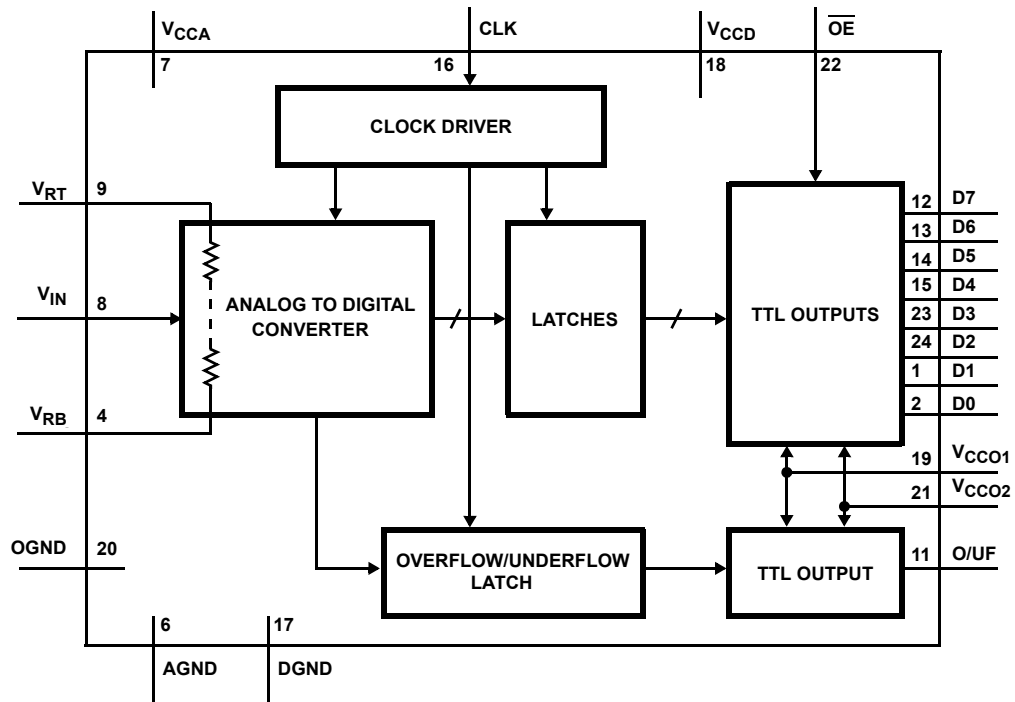 VCCA
CLK
VCCD
OE
7
16
18
22
CLOCK DRIVER
VRT
9
12
D7
13
D6
14
D5
VIN
8
ANALOG TO DIGITAL
CONVERTER
LATCHES
TTL OUTPUTS
15
D4
23
D3
24
D2
1
D1
2
D0
VRB
4
19
VCCO1
21
VCCO2
OGND
20
OVERFLOW/UNDERFLOW
LATCH
TTL OUTPUT
11
O/UF
6
17
AGND
DGND